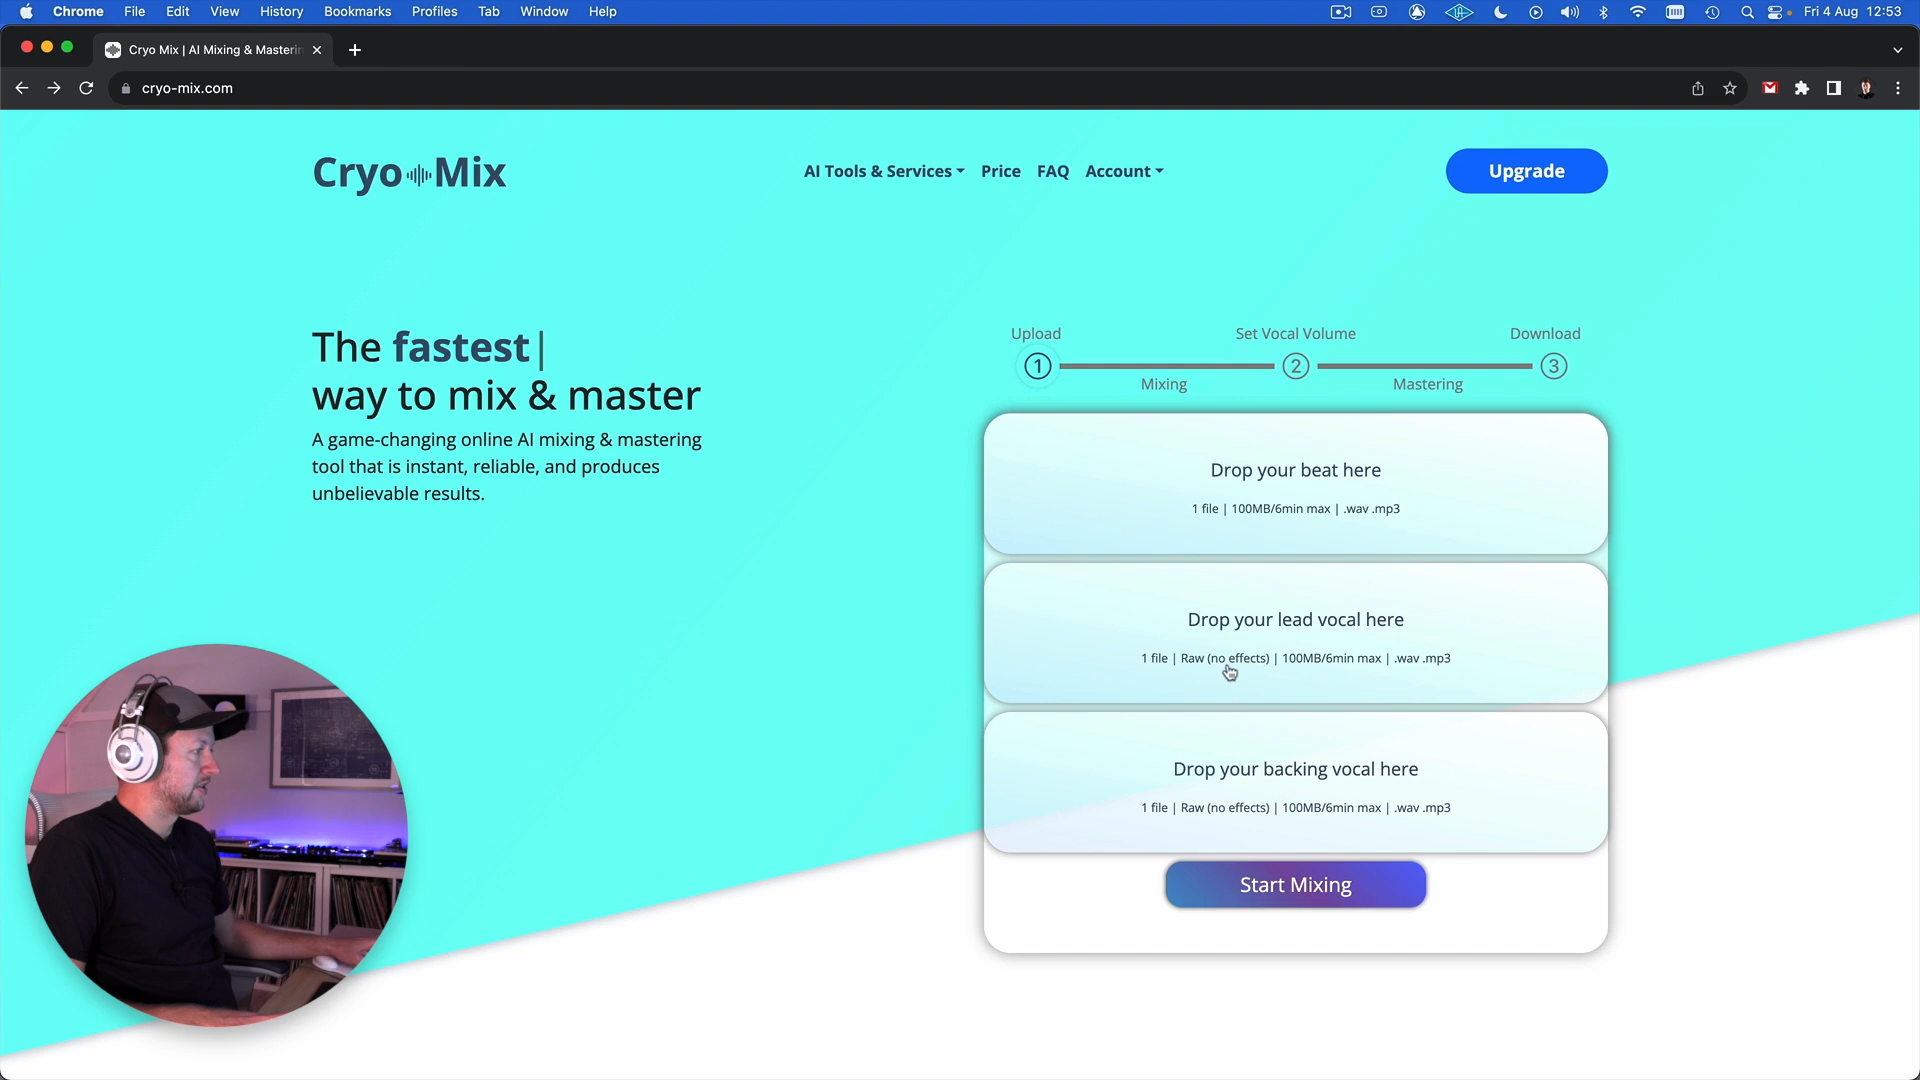 Chrome File Edit View History Bookmarks Profiles Tab Window Help
Fri 4 Aug 12:53
Cryo Mix | AI Mixing & Masterin
cryo-mix.com
Cryo Mix
AI Tools & Services Price FAQ Account
Upgrade
The fastest|
way to mix & master
A game-changing online AI mixing & mastering
tool that is instant, reliable, and produces
unbelievable results.
Upload Set Vocal Volume Download
1 2 3
Mixing Mastering
Drop your beat here
1 file | 100MB/6min max | .wav .mp3
Drop your lead vocal here
1 file | Raw (no effects) | 100MB/6min max | .wav .mp3
Drop your backing vocal here
1 file | Raw (no effects) | 100MB/6min max | .wav .mp3
Start Mixing